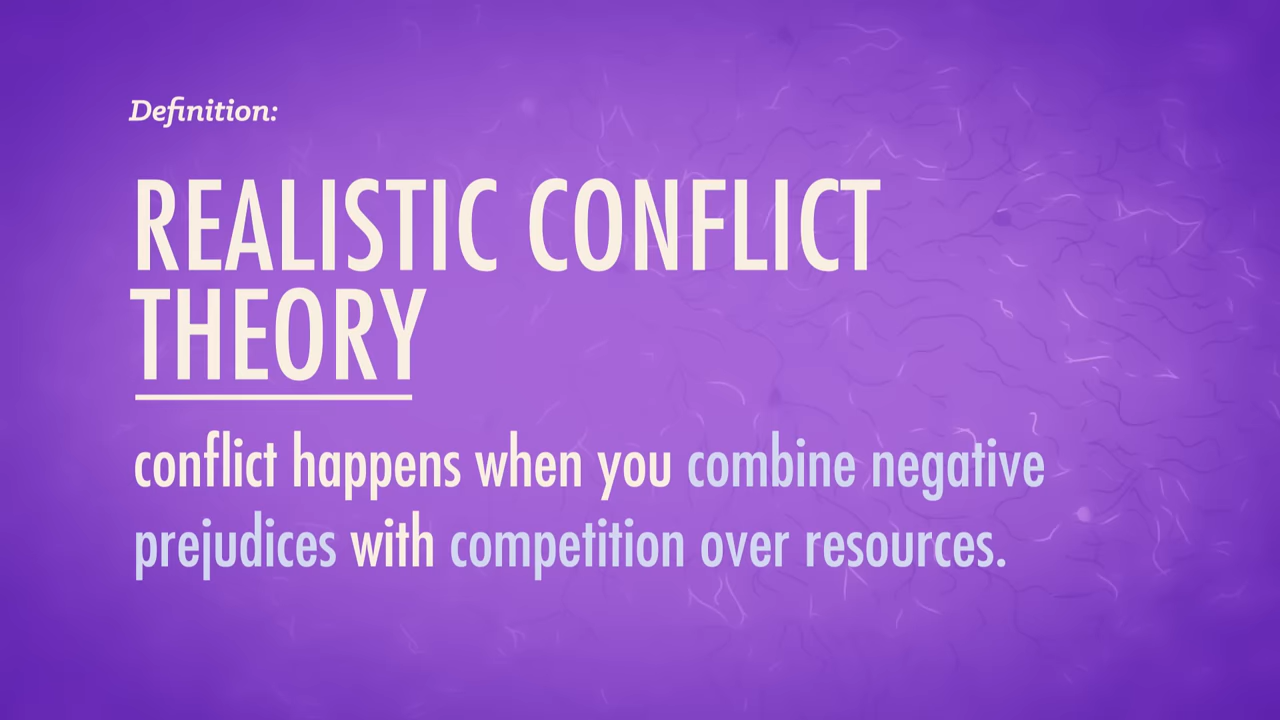 Definition:
REALISTIC CONFLICT
THEORY
conflict happens when you combine negative
prejudices with competition over resources.